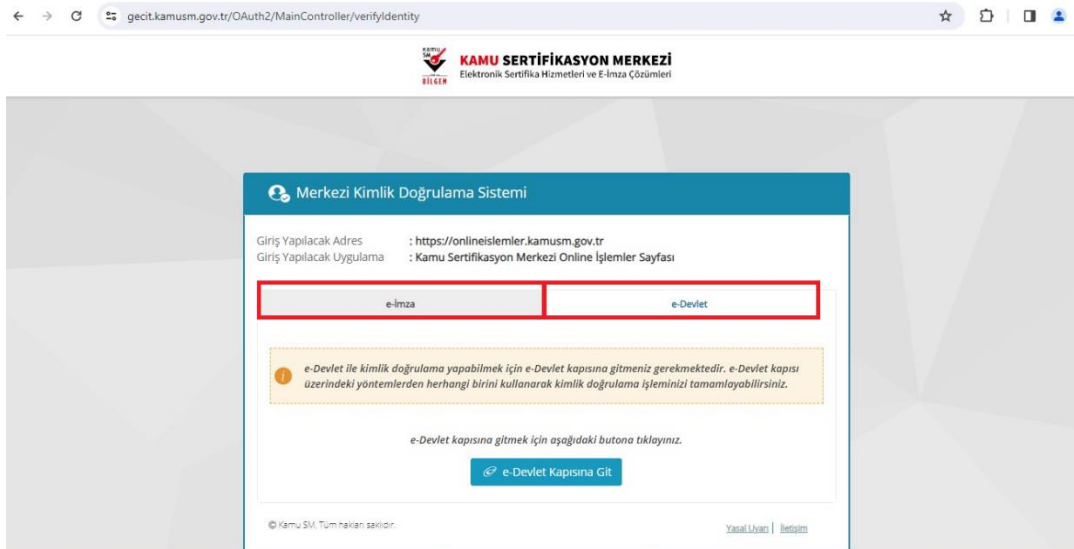 gecit.kamusm.gov.tr/OAuth2/MainController/verifyIdentity
KAMU
SM
BİLGEM
KAMU SERTİFİKASYON MERKEZİ
Elektronik Sertifika Hizmetleri ve E-İmza Çözümleri
Merkezi Kimlik Doğrulama Sistemi
Giriş Yapılacak Adres : https://onlineislemler.kamusm.gov.tr
Giriş Yapılacak Uygulama : Kamu Sertifikasyon Merkezi Online İşlemler Sayfası
e-İmza e-Devlet
e-Devlet ile kimlik doğrulama yapabilmek için e-Devlet kapısına gitmeniz gerekmektedir. e-Devlet kapısı
üzerindeki yöntemlerden herhangi birini kullanarak kimlik doğrulama işleminizi tamamlayabilirsiniz.
e-Devlet kapısına gitmek için aşağıdaki butona tıklayınız.
e-Devlet Kapısına Git
© Kamu SM, Tüm hakları saklıdır. Yasal Uyarı | İletişim